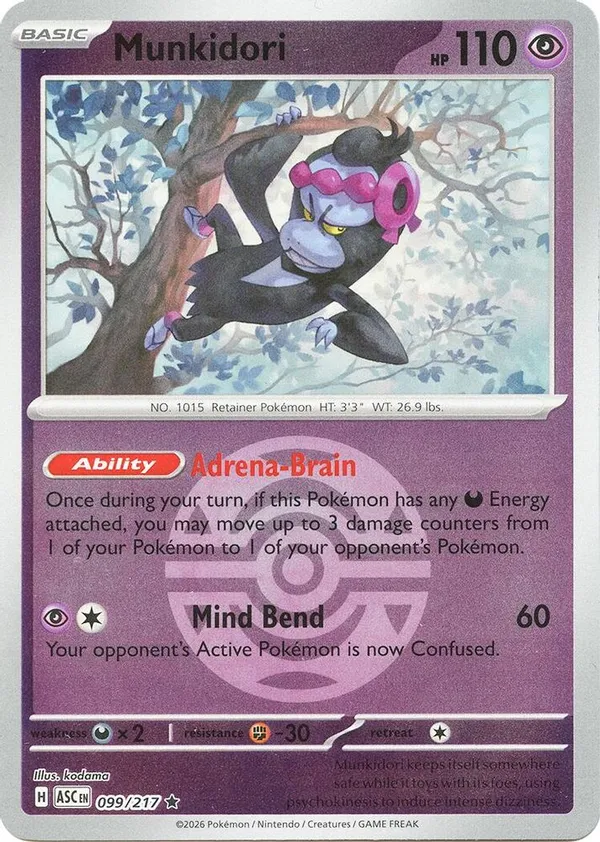 BASIC
Munkidori
HP 110
NO. 1015 Retainer Pokémon HT: 3'3" WT: 26.9 lbs.
Ability Adrena-Brain
Once during your turn, if this Pokémon has any Energy
attached, you may move up to 3 damage counters from
1 of your Pokémon to 1 of your opponent's Pokémon.
Mind Bend 60
Your opponent's Active Pokémon is now Confused.
weakness ×2 resistance -30 retreat
Munkidori keeps itself somewhere
safe while it toys with its foes, using
psychokinesis to induce intense dizziness.
Illus. kodama
H ASC EN 099/217
©2026 Pokémon / Nintendo / Creatures / GAME FREAK